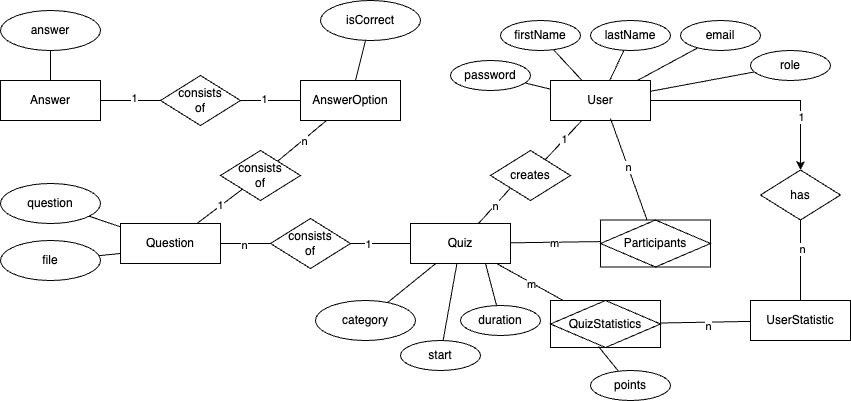 answer
isCorrect
firstName
lastName
email
role
password
Answer
1
consists
of
1
AnswerOption
User
1
n
1
consists
of
1
creates
n
n
has
question
Question
file
n
consists
of
1
Quiz
m
Participants
n
m
category
start
duration
QuizStatistics
n
UserStatistic
points